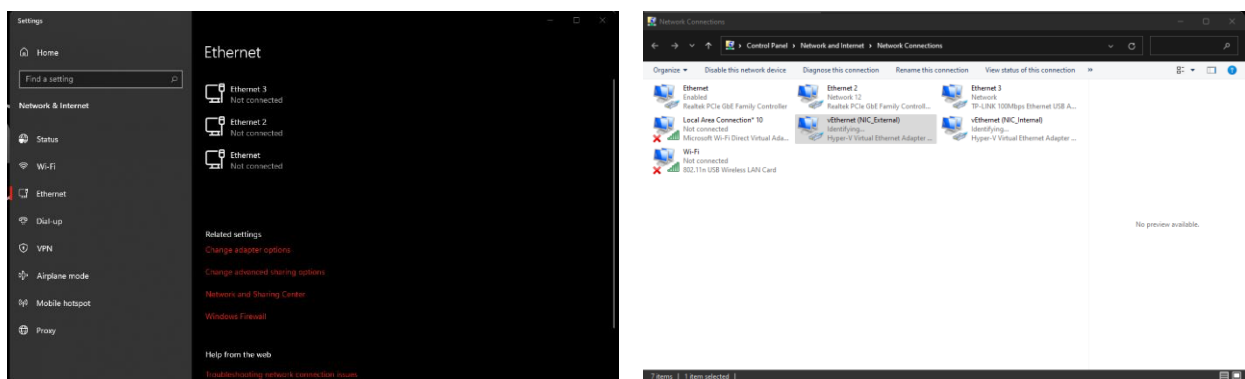 Settings
Home
Find a setting
Network & Internet
Status
Wi-Fi
Ethernet
Dial-up
VPN
Airplane mode
Mobile hotspot
Proxy
Ethernet
Ethernet 3
Not connected
Ethernet 2
Not connected
Ethernet
Not connected
Related settings
Change adapter options
Change advanced sharing options
Network and Sharing Center
Windows Firewall
Help from the web
Troubleshooting network connection issues
Network Connections
Control Panel › Network and Internet › Network Connections
Organize Disable this network device Diagnose this connection Rename this connection View status of this connection »
Ethernet
Enabled
Realtek PCIe GbE Family Controller
Ethernet 2
Network 12
Realtek PCIe GbE Family Controll...
Ethernet 3
Network
TP-LINK 100Mbps Ethernet USB A...
Local Area Connection* 10
Not connected
Microsoft Wi-Fi Direct Virtual Ada...
vEthernet (NIC_External)
Identifying...
Hyper-V Virtual Ethernet Adapter ...
vEthernet (NIC_Internal)
Identifying...
Hyper-V Virtual Ethernet Adapter ...
Wi-Fi
Not connected
802.11n USB Wireless LAN Card
No preview available.
7 items | 1 item selected |